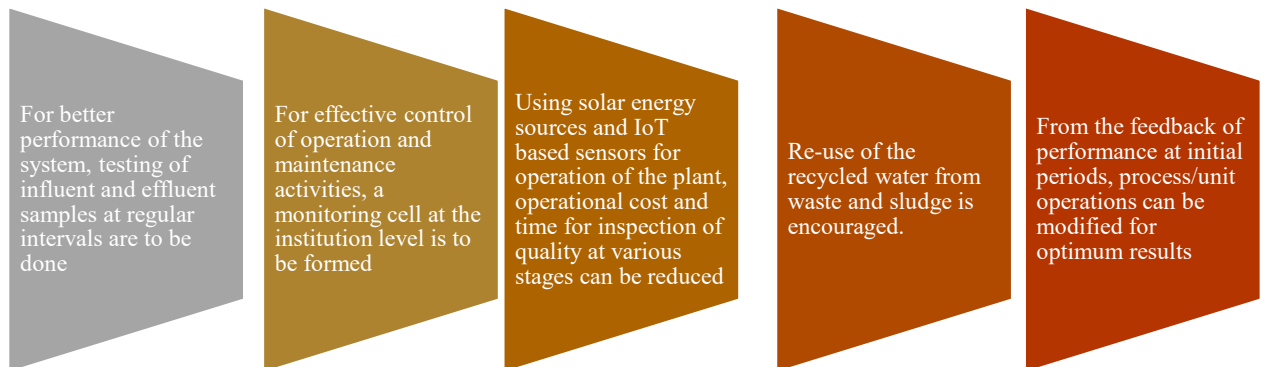 For better
performance of the
system, testing of
influent and effluent
samples at regular
intervals are to be
done
For effective control
of operation and
maintenance
activities, a
monitoring cell at the
institution level is to
be formed
Using solar energy
sources and IoT
based sensors for
operation of the plant,
operational cost and
time for inspection of
quality at various
stages can be reduced
Re-use of the
recycled water from
waste and sludge is
encouraged.
From the feedback of
performance at initial
periods, process/unit
operations can be
modified for
optimum results